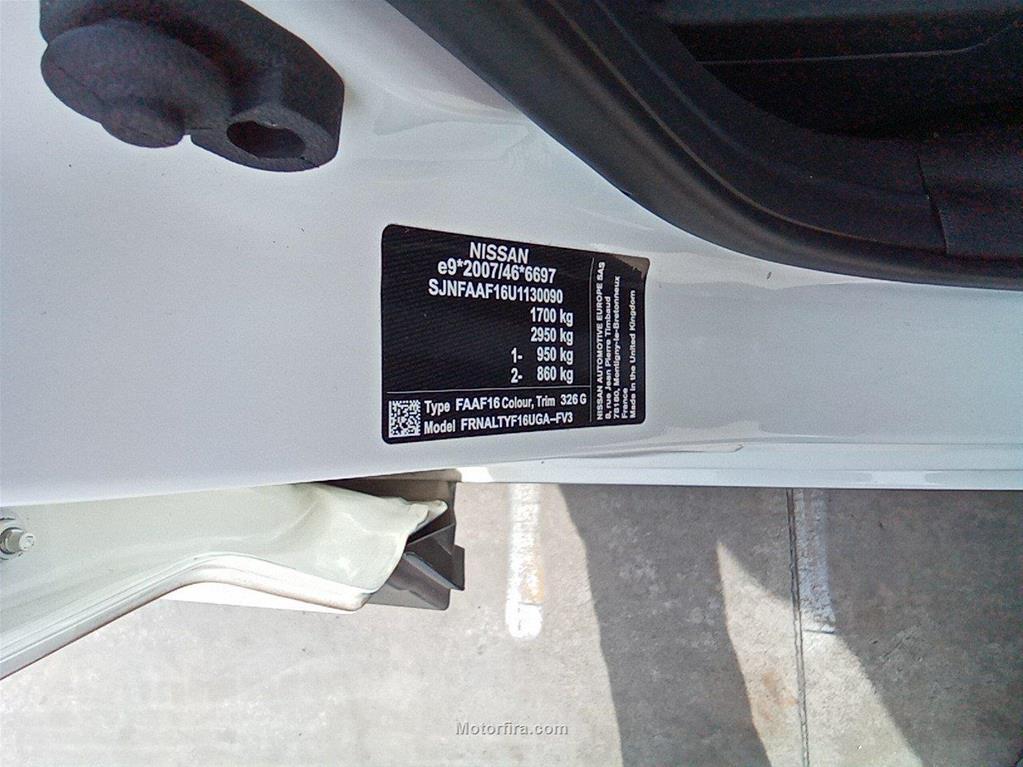 NISSAN
e9*2007/46*6697
SJNFAAF16U1130090
1700 kg
2950 kg
1- 950 kg
2- 860 kg
Type FAAF16 Colour, Trim 326 G
Model FRNALTYF16UGA-FV3
NISSAN AUTOMOTIVE EUROPE SAS
8, rue Jean Pierre Timbaud
78180, Montigny-le-Bretonneux
France
Made in the United Kingdom
Motorfira.com